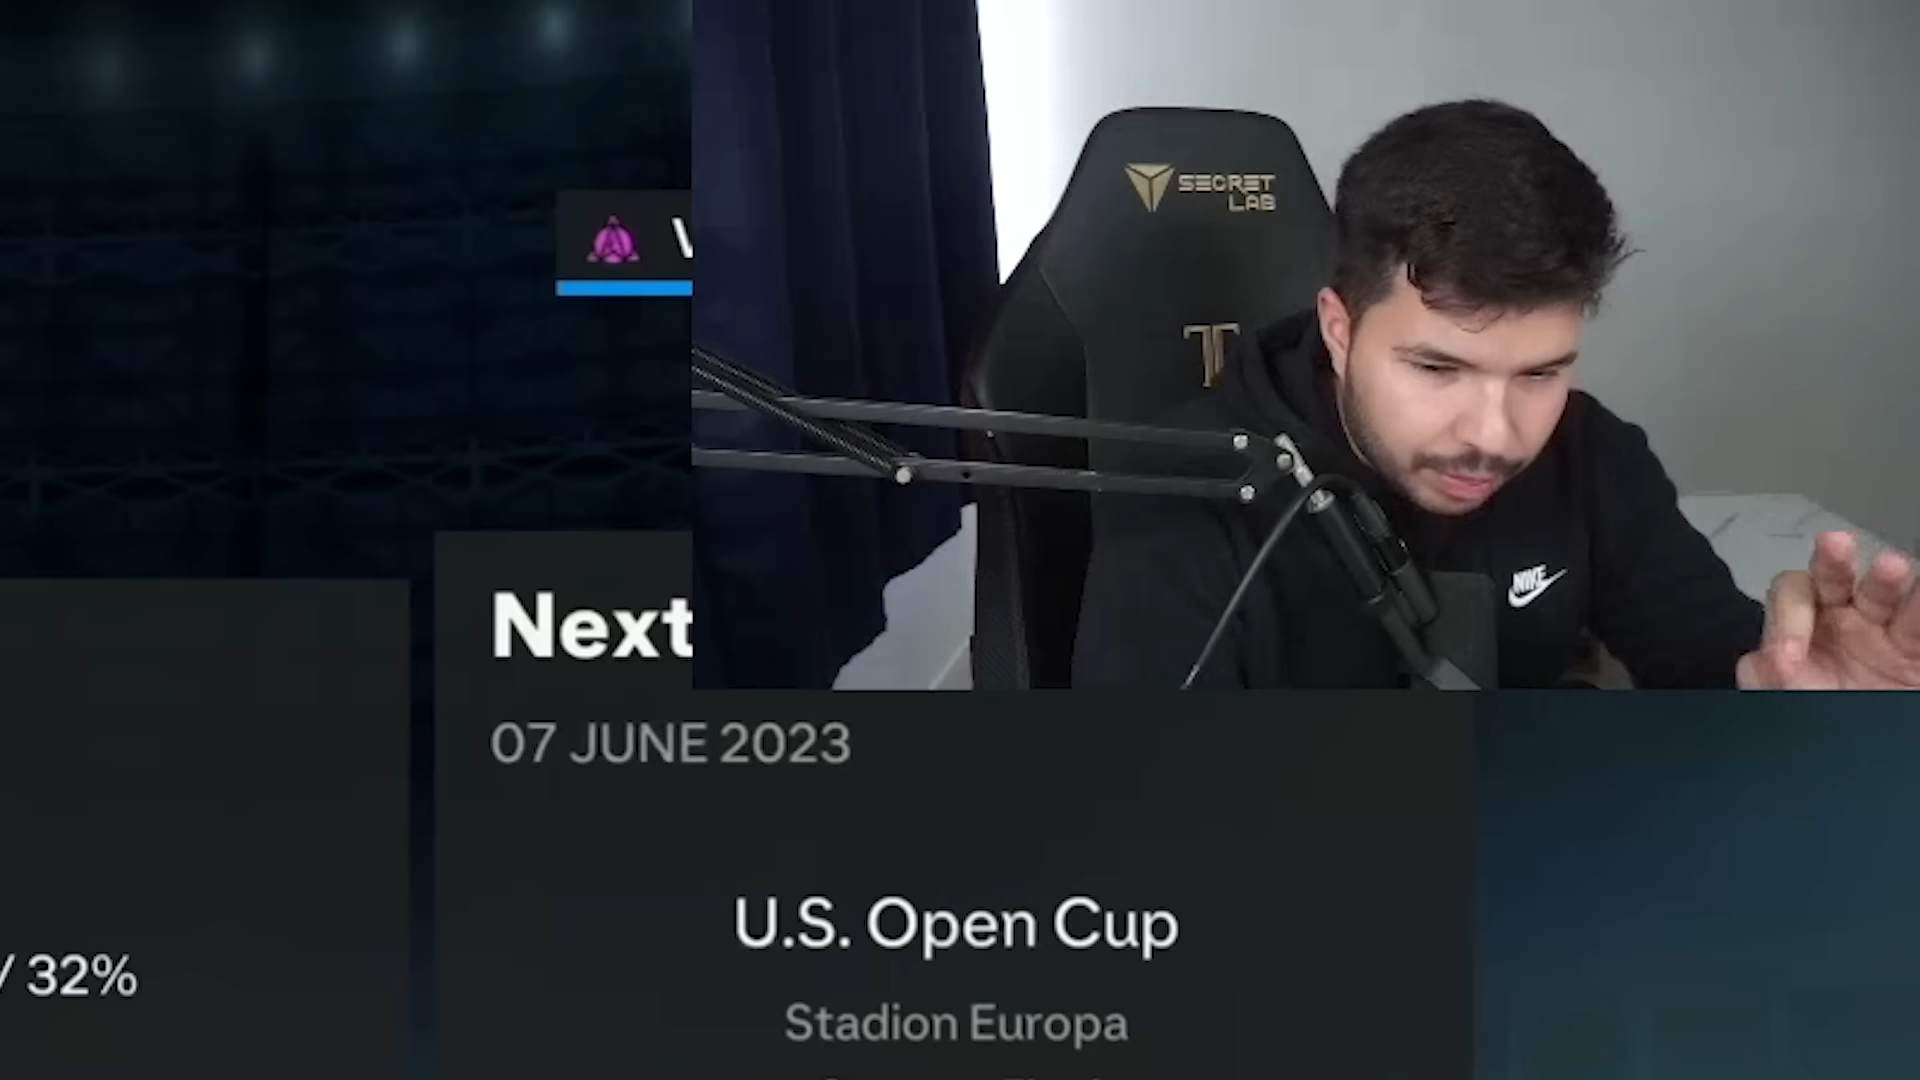 SECRET
LAB
NIKE
Next
07 JUNE 2023
U.S. Open Cup
/ 32%
Stadion Europa